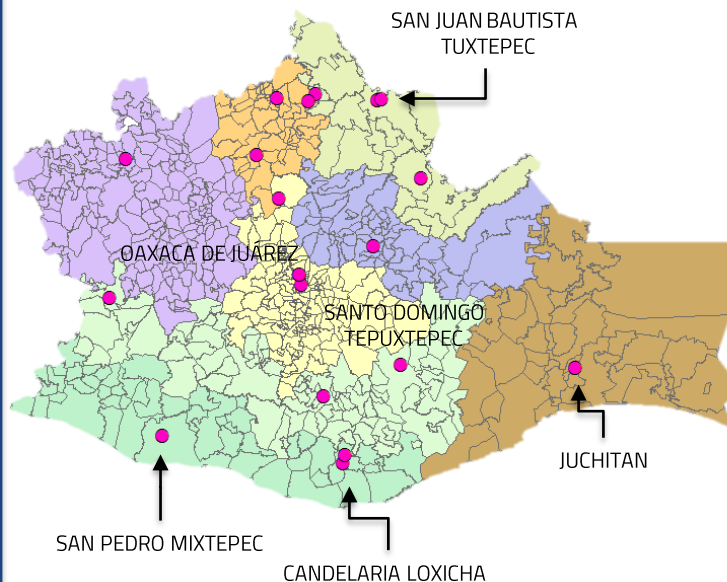 SAN JUAN BAUTISTA
TUXTEPEC
OAXACA DE JUÁREZ
SANTO DOMINGO
TEPUXTEPEC
JUCHITAN
SAN PEDRO MIXTEPEC
CANDELARIA LOXICHA